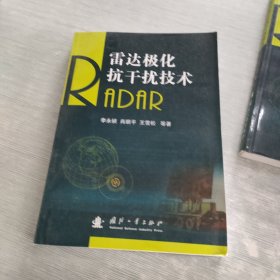 雷达极化
抗干扰技术
RADAR
李永祯 肖顺平 王雪松 等著
国防工业出版社
National Defense Industry Press